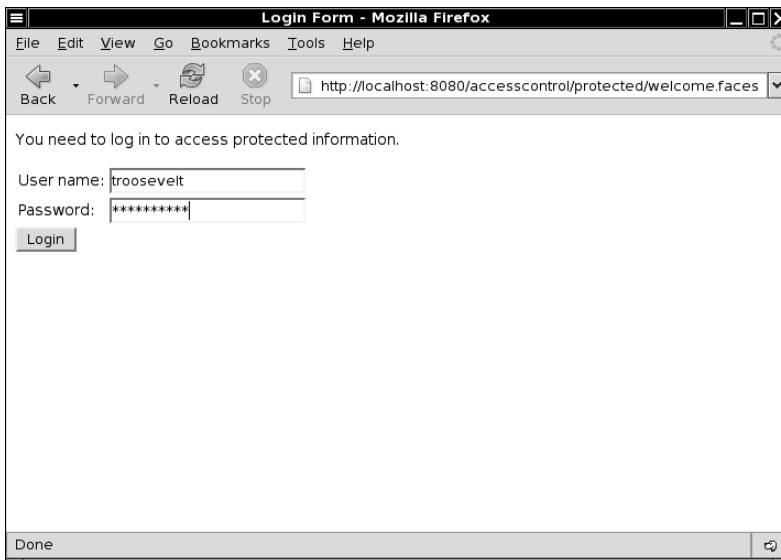 Login Form - Mozilla Firefox
File Edit View Go Bookmarks Tools Help
Back Forward Reload Stop http://localhost:8080/accesscontrol/protected/welcome.faces
You need to log in to access protected information.
User name: troosevelt
Password: **********
Login
Done